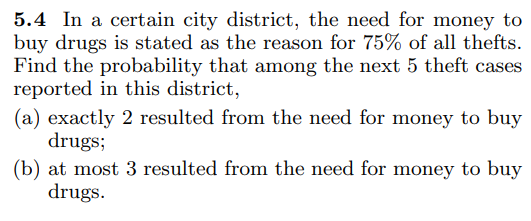 5.4 In a certain city district, the need for money to
buy drugs is stated as the reason for 75% of all thefts.
Find the probability that among the next 5 theft cases
reported in this district,
(a) exactly 2 resulted from the need for money to buy
drugs;
(b) at most 3 resulted from the need for money to buy
drugs.